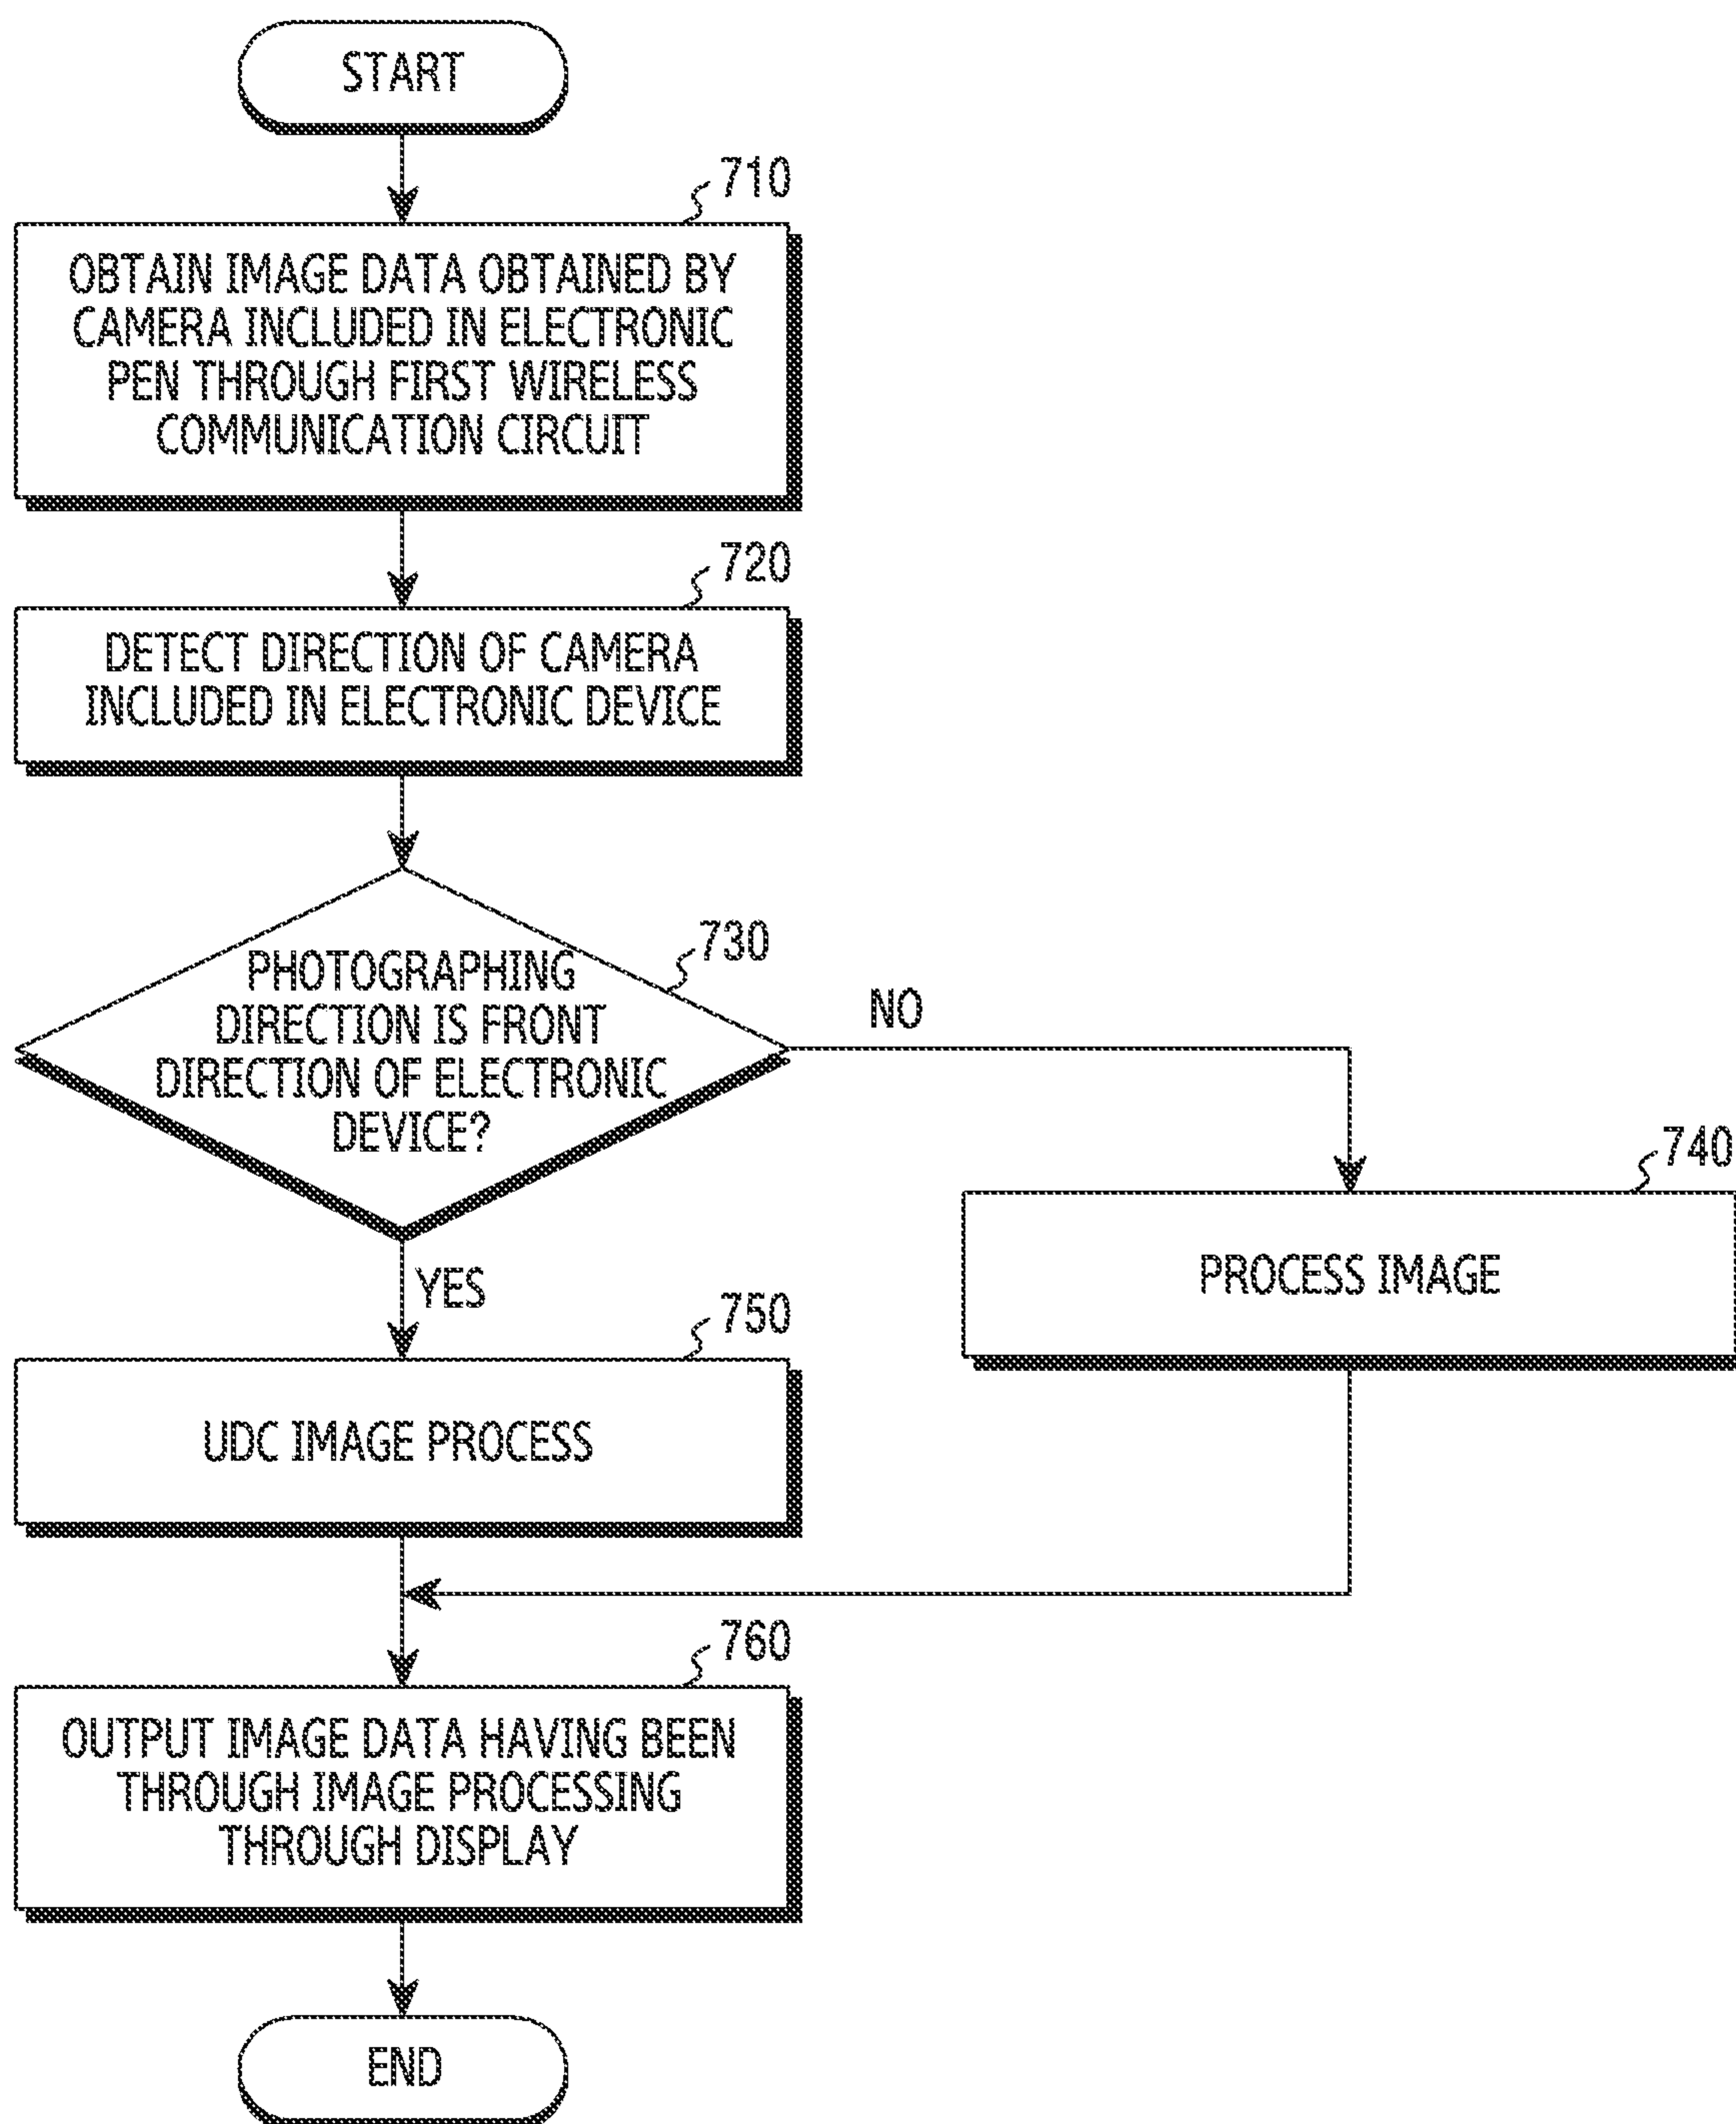 START
710
OBTAIN IMAGE DATA OBTAINED BY
CAMERA INCLUDED IN ELECTRONIC
PEN THROUGH FIRST WIRELESS
COMMUNICATION CIRCUIT
720
DETECT DIRECTION OF CAMERA
INCLUDED IN ELECTRONIC DEVICE
730
PHOTOGRAPHING
DIRECTION IS FRONT
DIRECTION OF ELECTRONIC
DEVICE?
NO
740
PROCESS IMAGE
YES
750
UDC IMAGE PROCESS
760
OUTPUT IMAGE DATA HAVING BEEN
THROUGH IMAGE PROCESSING
THROUGH DISPLAY
END